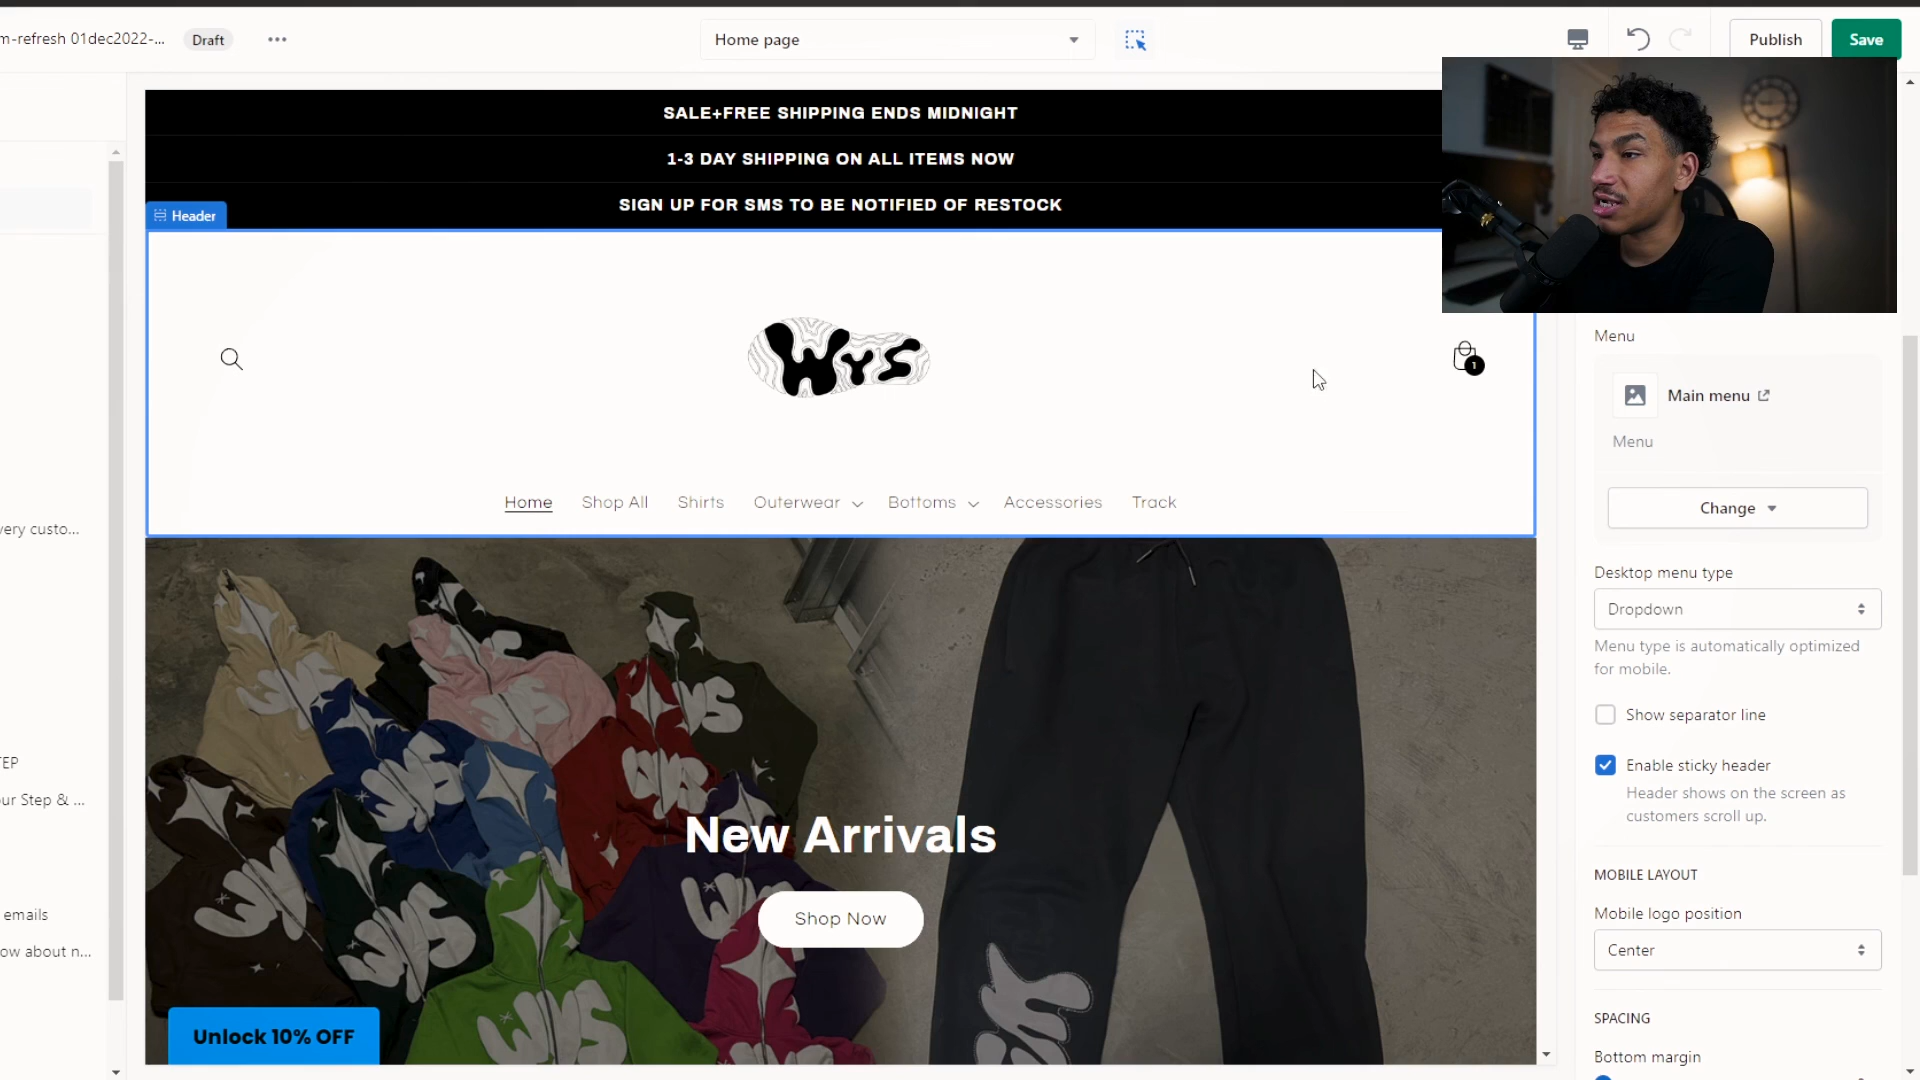 m-refresh 01dec2022-...
Draft
Home page
Publish
Save
SALE+FREE SHIPPING ENDS MIDNIGHT
1-3 DAY SHIPPING ON ALL ITEMS NOW
SIGN UP FOR SMS TO BE NOTIFIED OF RESTOCK
Header
WYS
1
Home
Shop All
Shirts
Outerwear
Bottoms
Accessories
Track
New Arrivals
Shop Now
Unlock 10% OFF
very custo...
TEP
ur Step & ...
emails
ow about n...
Menu
Main menu
Menu
Change
Desktop menu type
Dropdown
Menu type is automatically optimized
for mobile.
Show separator line
Enable sticky header
Header shows on the screen as
customers scroll up.
MOBILE LAYOUT
Mobile logo position
Center
SPACING
Bottom margin